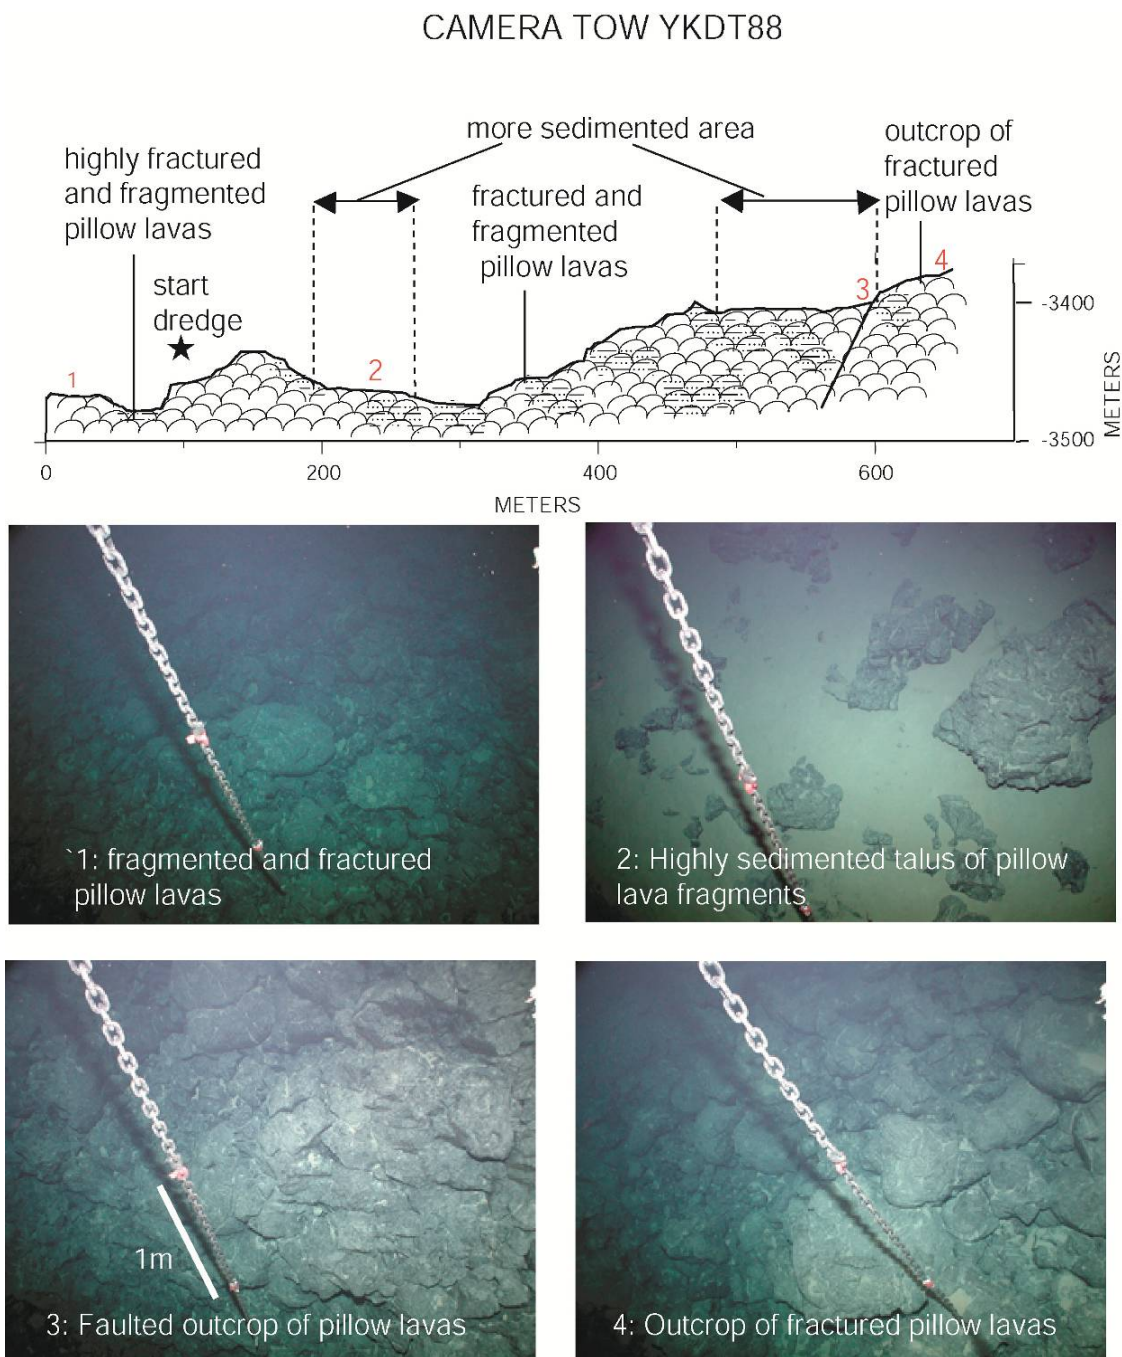 CAMERA TOW YKDT88
more sedimented area
outcrop of
fractured
pillow lavas
highly fractured
and fragmented
pillow lavas
fractured and
fragmented
pillow lavas
start
dredge
1
2
3
4
-3400
-3500
METERS
0
200
400
600
METERS
`1: fragmented and fractured
pillow lavas
2: Highly sedimented talus of pillow
lava fragments
1m
3: Faulted outcrop of pillow lavas
4: Outcrop of fractured pillow lavas